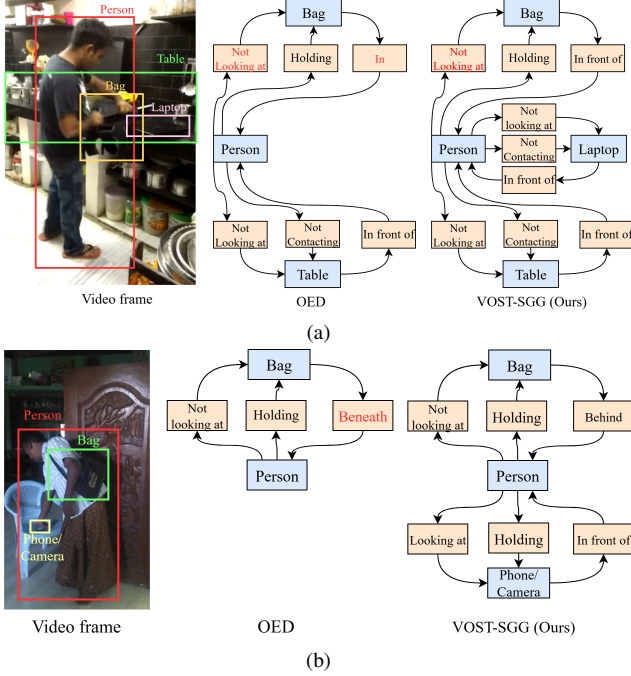 Person
Table
Bag
Laptop
Video frame
Bag
Not
Looking at
Holding
In
Person
Not
Looking at
Not
Contacting
In front of
Table
OED
Bag
Not
Looking at
Holding
In front of
Not
looking at
Person
Not
Contacting
Laptop
In front of
Not
Looking at
Not
Contacting
In front of
Table
VOST-SGG (Ours)
(a)
Person
Bag
Phone/
Camera
Video frame
Bag
Not
looking at
Holding
Beneath
Person
OED
Bag
Not
looking at
Holding
Behind
Person
Looking at
Holding
In front of
Phone/
Camera
VOST-SGG (Ours)
(b)